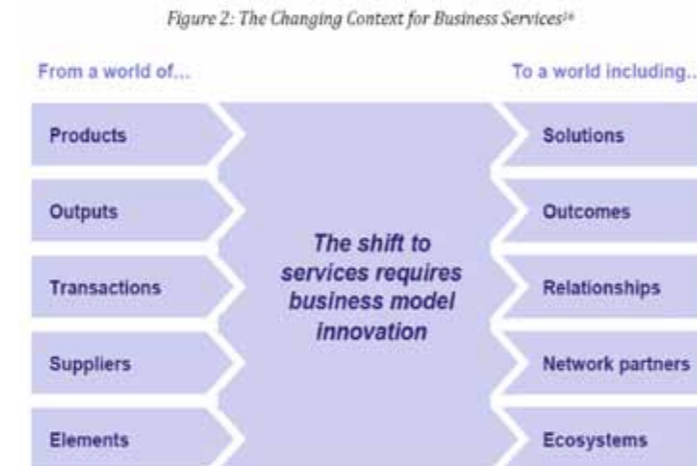 Figure 2: The Changing Context for Business Services
From a world of...
To a world including...
Products
Solutions
Outputs
Outcomes
The shift to
services requires
business model
innovation
Transactions
Relationships
Suppliers
Network partners
Elements
Ecosystems